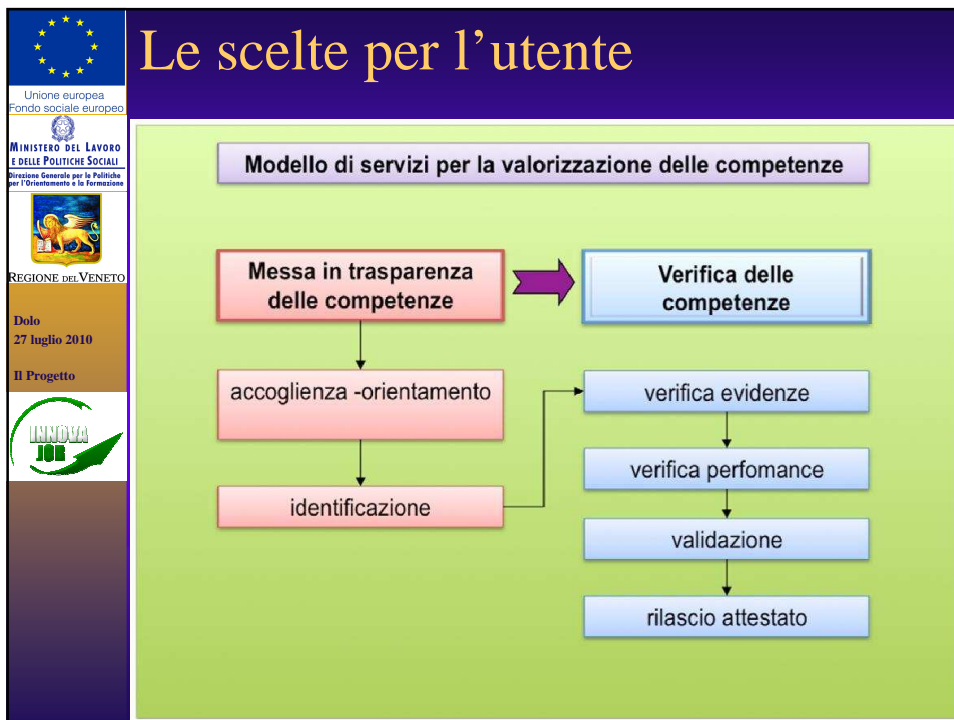 Le scelte per l’utente
Unione europea
Fondo sociale europeo
MINISTERO DEL LAVORO
E DELLE POLITICHE SOCIALI
Direzione Generale per le Politiche
per l'Orientamento e la Formazione
REGIONE DEL VENETO
Dolo
27 luglio 2010
Il Progetto
INNOVA
JOB
Modello di servizi per la valorizzazione delle competenze
Messa in trasparenza
delle competenze
Verifica delle
competenze
accoglienza -orientamento
identificazione
verifica evidenze
verifica perfomance
validazione
rilascio attestato